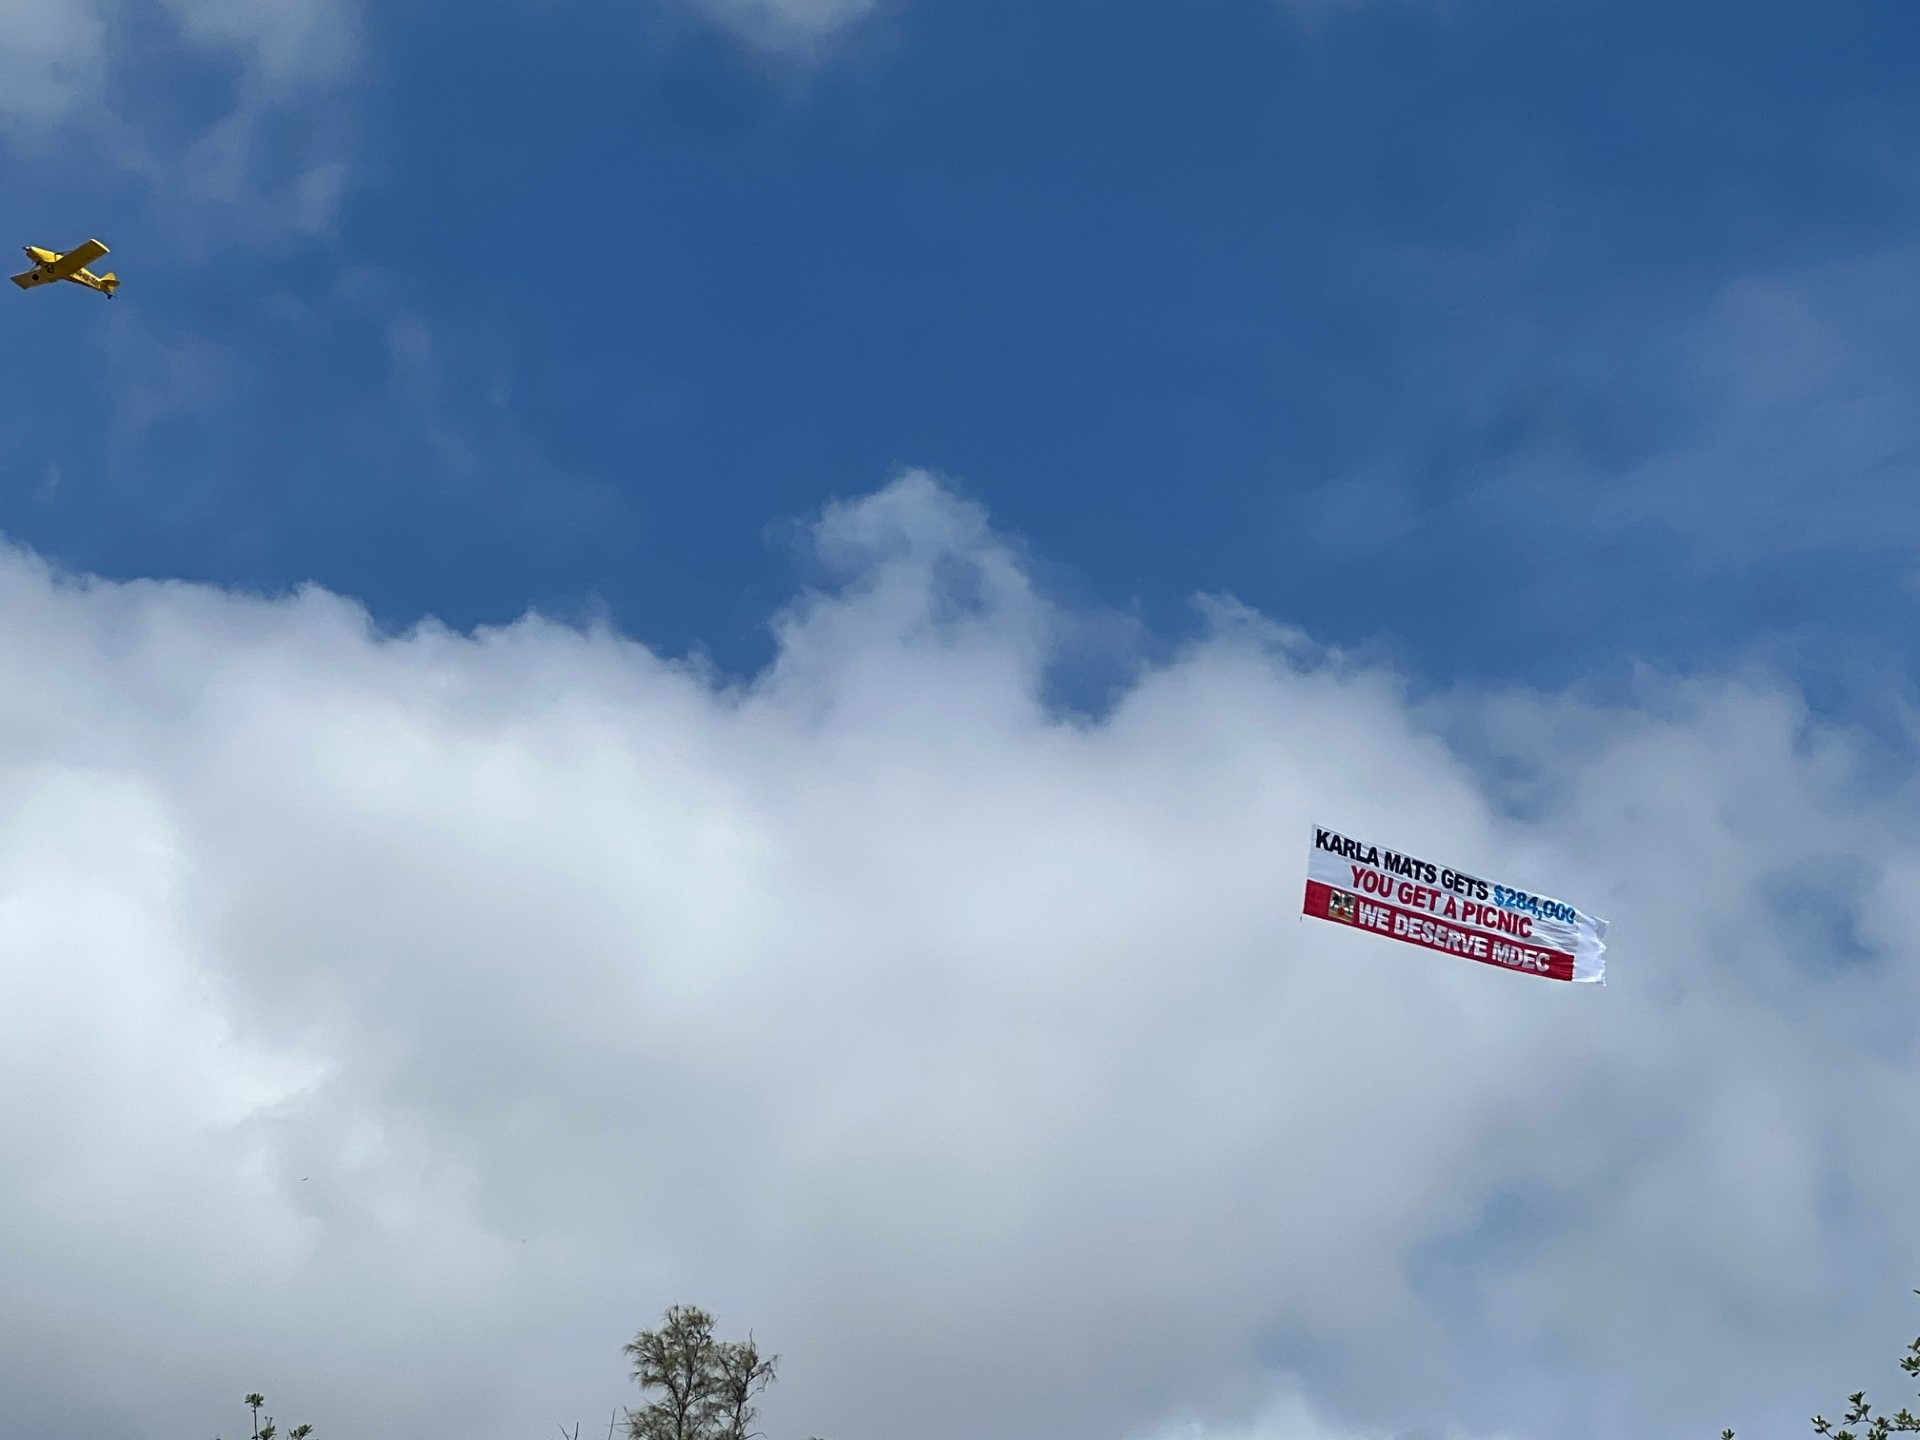 KARLA MATS GETS $284,000
YOU GET A PICNIC
WE DESERVE MDEC